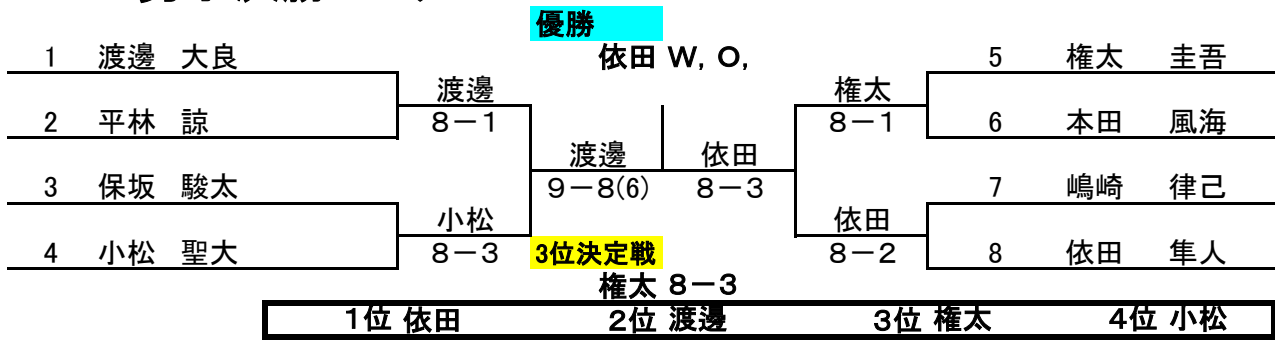 優勝
依田 W，O，
1 渡邊 大良
5 権太 圭吾
渡邊
権太
2 平林 諒
8－1
8－1
6 本田 風海
渡邊
依田
3 保坂 駿太
9－8(6)
8－3
7 嶋崎 律己
小松
依田
4 小松 聖大
8－3
3位決定戦
8－2
8 依田 隼人
権太 8－3
1位 依田 2位 渡邊 3位 権太 4位 小松